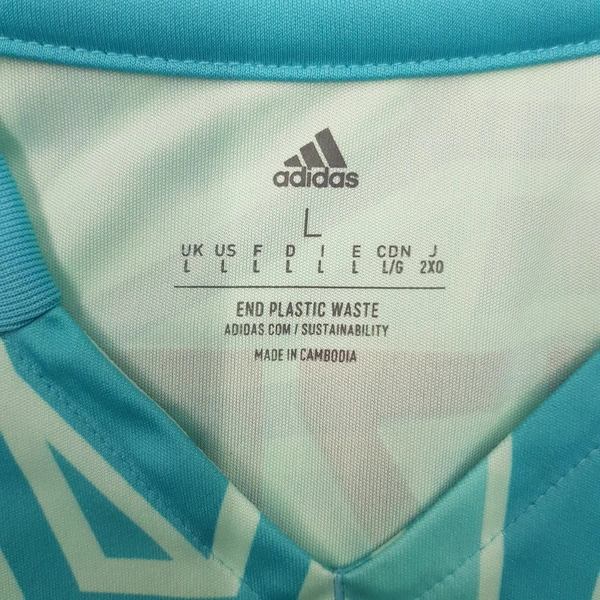 adidas
L
UK US F D I E CDN J
L L L L L L L/G 2XO
END PLASTIC WASTE
ADIDAS.COM / SUSTAINABILITY
MADE IN CAMBODIA